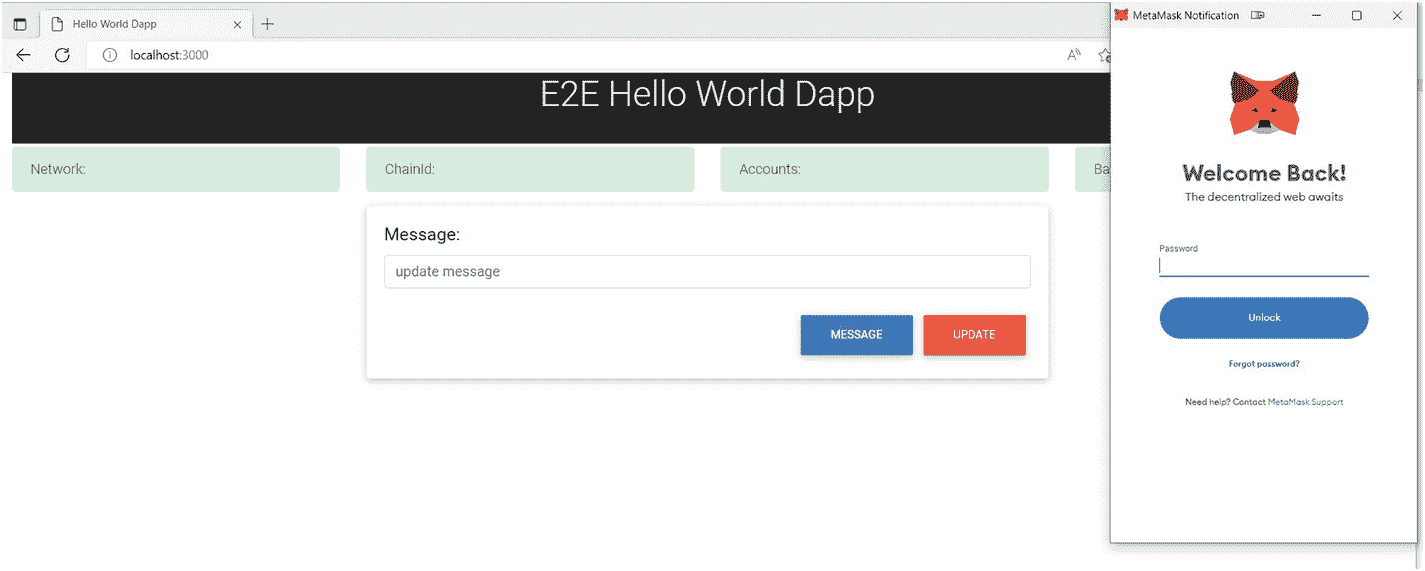 Hello World Dapp
localhost:3000
E2E Hello World Dapp
Network:
ChainId:
Accounts:
Ba
Message:
update message
MESSAGE
UPDATE
MetaMask Notification
Welcome Back!
The decentralized web awaits
Password
Unlock
Forgot password?
Need help? Contact MetaMask Support